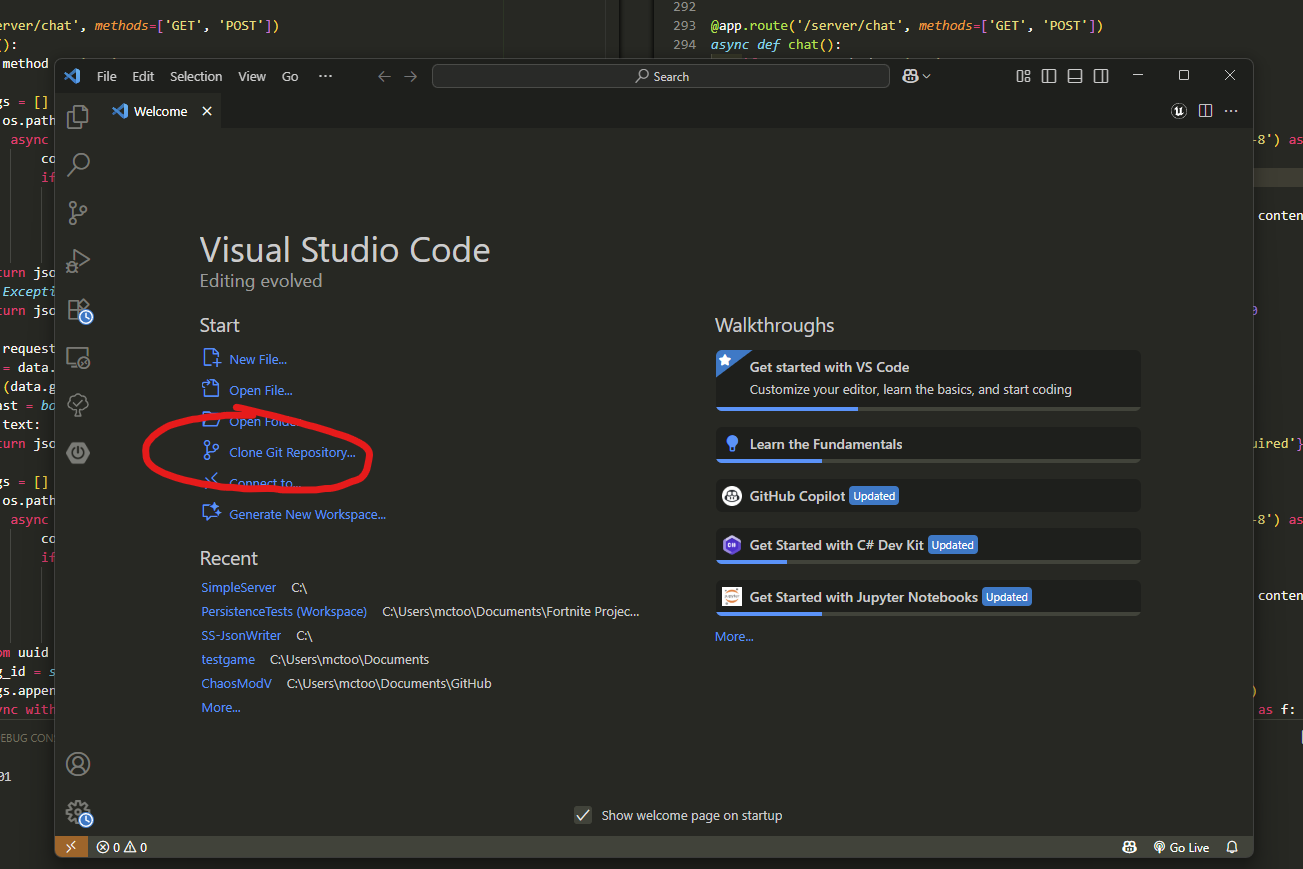 292
erver/chat', methods=['GET', 'POST'])
293 @app.route('/server/chat', methods=['GET', 'POST'])
():
294 async def chat():
method
File Edit Selection View Go ··· Search
gs = []
Welcome
os.path
async
-8') as
co
if
conten
Visual Studio Code
Editing evolved
turn jso
Excepti
turn jso
Start
Walkthroughs
New File...
Get started with VS Code
Customize your editor, learn the basics, and start coding
Open File...
Open Folde
Clone Git Repository...
Learn the Fundamentals
Connect to...
GitHub Copilot Updated
Generate New Workspace...
Get Started with C# Dev Kit Updated
Get Started with Jupyter Notebooks Updated
More...
request
= data.
(data.g
ast = bo
text:
turn jso
uired'}
gs = []
os.path
async
-8') as
co
if
conten
Recent
SimpleServer C:\
PersistenceTests (Workspace) C:\Users\mctoo\Documents\Fortnite Projec...
SS-JsonWriter C:\
testgame C:\Users\mctoo\Documents
ChaosModV C:\Users\mctoo\Documents\GitHub
More...
om uuid
g_id = s
gs.appen
)
ync with
as f:
EBUG CON
01
Show welcome page on startup
0 0
Go Live